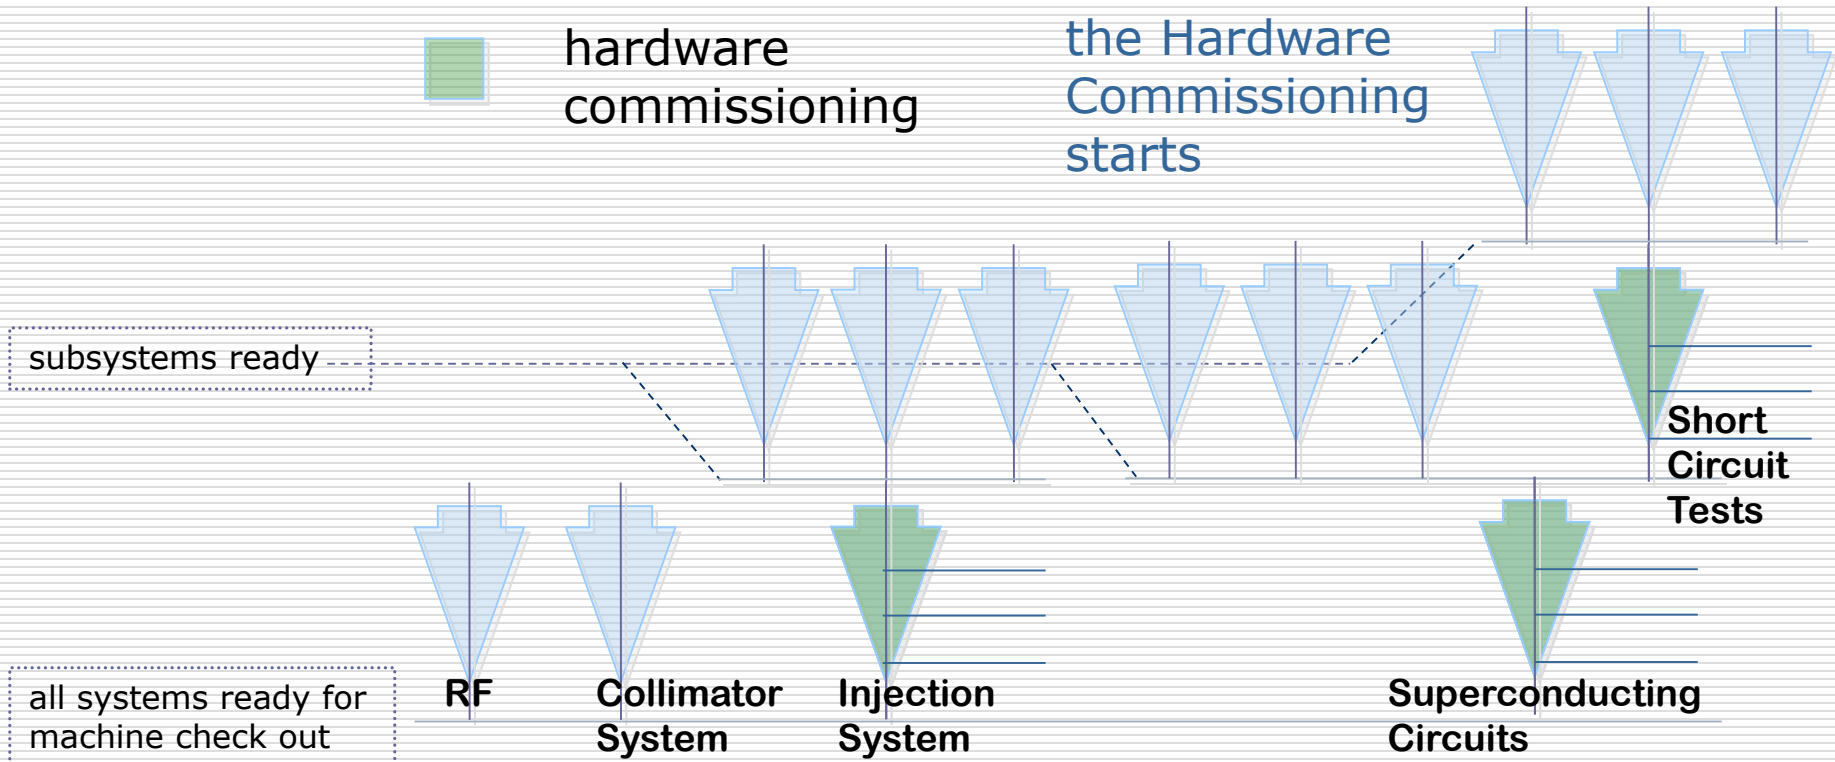 hardware
commissioning
the Hardware
Commissioning
starts
subsystems ready
Short
Circuit
Tests
all systems ready for
machine check out
RF
Collimator
System
Injection
System
Superconducting
Circuits